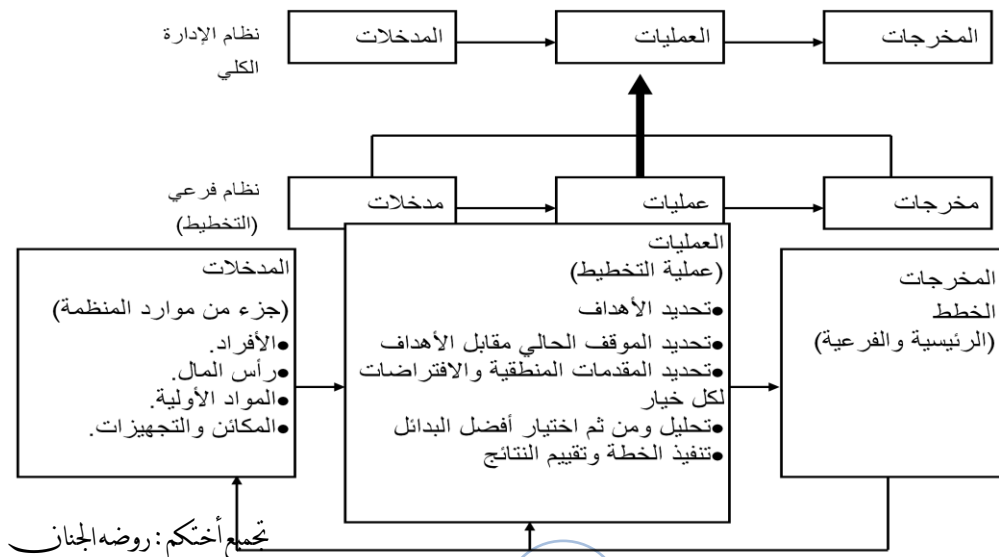 نظام الإدارة
الكلي
المدخلات
العمليات
المخرجات
نظام فرعي
(التخطيط)
مدخلات
عمليات
مخرجات
المدخلات
(جزء من موارد المنظمة)
•الأفراد.
•رأس المال.
•المواد الأولية.
•المكائن والتجهيزات.
العمليات
(عملية التخطيط)
•تحديد الأهداف
•تحديد الموقف الحالي مقابل الأهداف
•تحديد المقدمات المنطقية والافتراضات
لكل خيار
•تحليل ومن ثم اختيار أفضل البدائل
•تنفيذ الخطة وتقييم النتائج
المخرجات
الخطط
(الرئيسية والفرعية)
تجميع أختكم : روضه الجنان